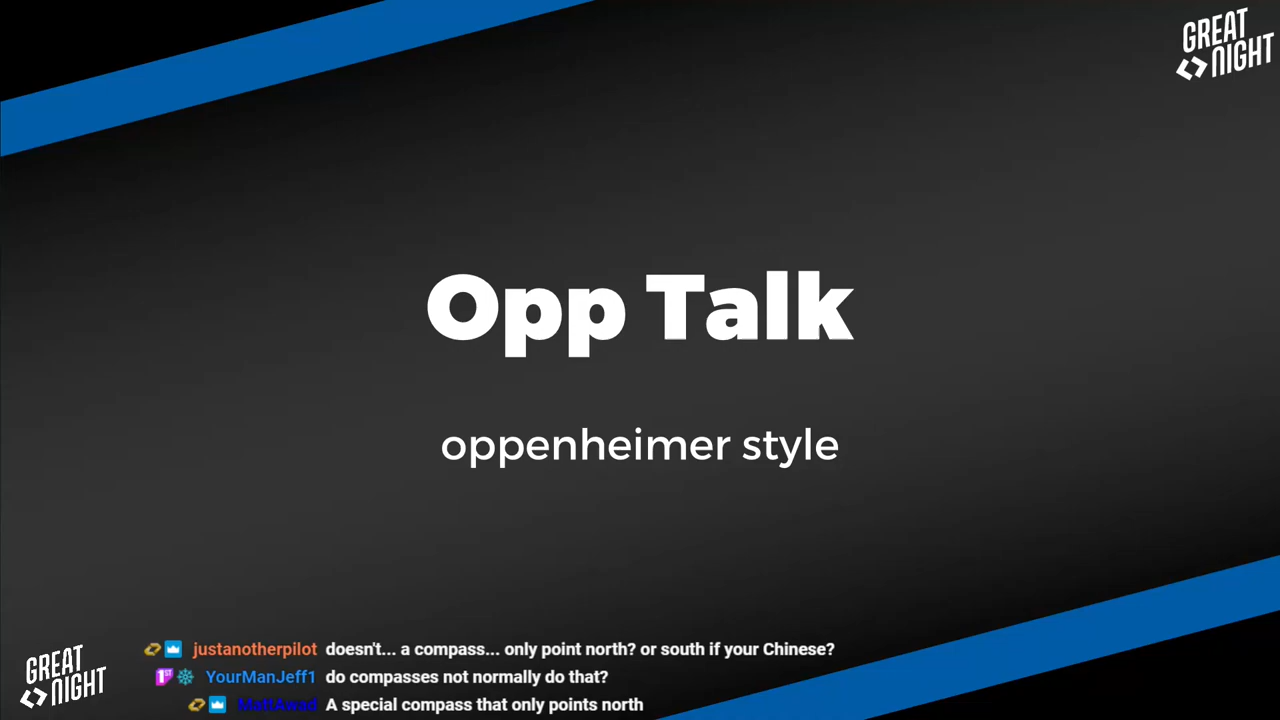 GREAT
NIGHT
Opp Talk
oppenheimer style
justanotherpilot doesn't... a compass... only point north? or south if your Chinese?
YourManJeff1 do compasses not normally do that?
MattAwad A special compass that only points north
GREAT
NIGHT